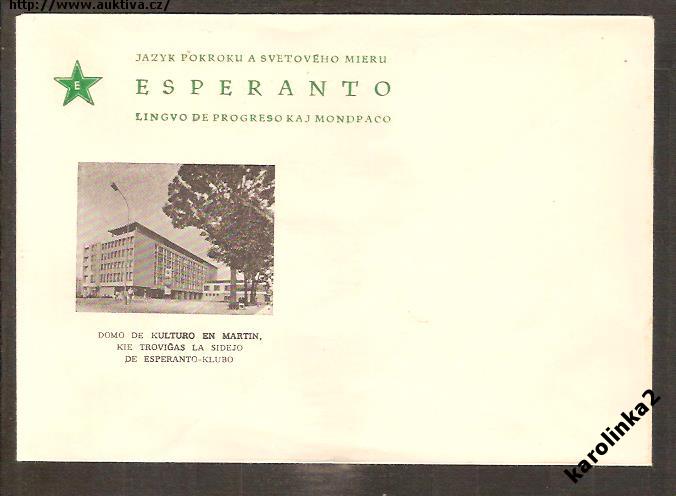 http://www.auktiva.cz/
JAZYK POKROKU A SVETOVÉHO MIERU
E
ESPERANTO
LINGVO DE PROGRESO KAJ MONDPACO
DOMO DE KULTURO EN MARTIN,
KIE TROVIĜAS LA SIDEJO
DE ESPERANTO-KLUBO
karolinka2